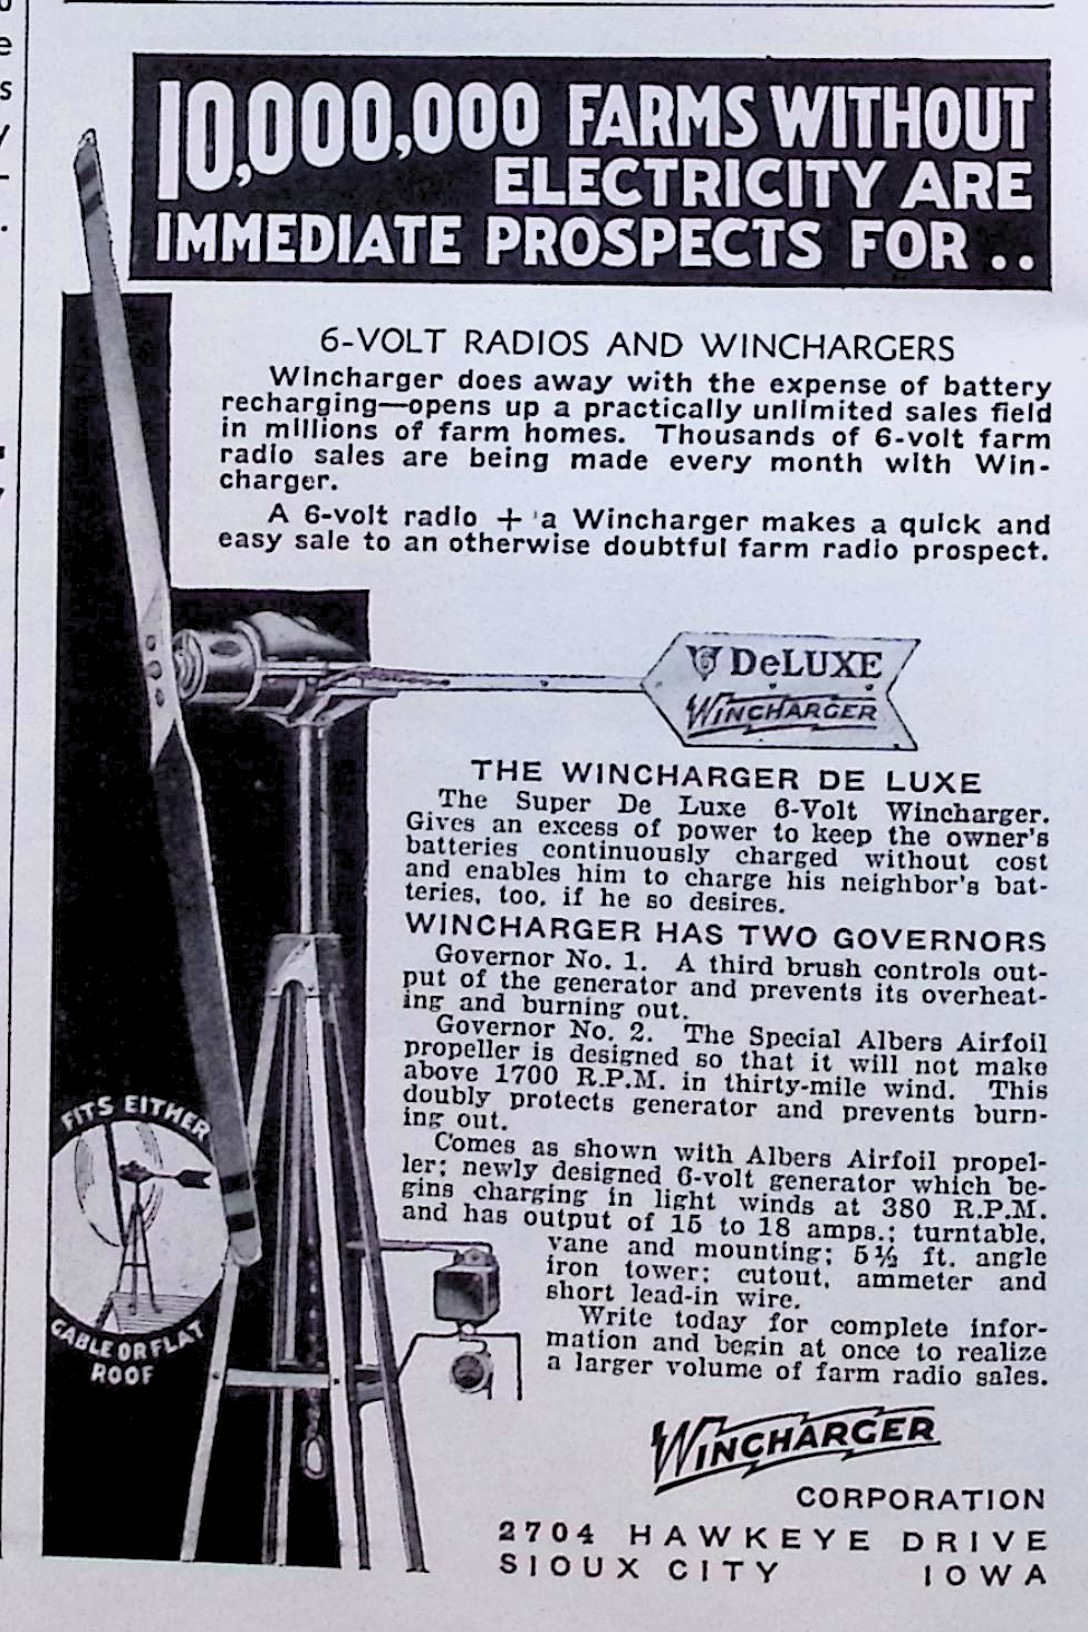 10,000,000 FARMS WITHOUT
ELECTRICITY ARE
IMMEDIATE PROSPECTS FOR ..
6-VOLT RADIOS AND WINCHARGERS
Wincharger does away with the expense of battery
recharging—opens up a practically unlimited sales field
in millions of farm homes. Thousands of 6-volt farm
radio sales are being made every month with Win-
charger.
A 6-volt radio + a Wincharger makes a quick and
easy sale to an otherwise doubtful farm radio prospect.
6 DeLUXE
WINCHARGER
THE WINCHARGER DE LUXE
The Super De Luxe 6-Volt Wincharger.
Gives an excess of power to keep the owner's
batteries continuously charged without cost
and enables him to charge his neighbor's bat-
teries, too, if he so desires.
WINCHARGER HAS TWO GOVERNORS
Governor No. 1. A third brush controls out-
put of the generator and prevents its overheat-
ing and burning out.
Governor No. 2. The Special Albers Airfoil
propeller is designed so that it will not make
above 1700 R.P.M. in thirty-mile wind. This
doubly protects generator and prevents burn-
ing out.
Comes as shown with Albers Airfoil propel-
ler; newly designed 6-volt generator which be-
gins charging in light winds at 380 R.P.M.
and has output of 15 to 18 amps.; turntable,
vane and mounting; 5½ ft. angle
iron tower; cutout, ammeter and
short lead-in wire.
Write today for complete infor-
mation and begin at once to realize
a larger volume of farm radio sales.
FITS EITHER
GABLE OR FLAT
ROOF
WINCHARGER
CORPORATION
2704 HAWKEYE DRIVE
SIOUX CITY IOWA